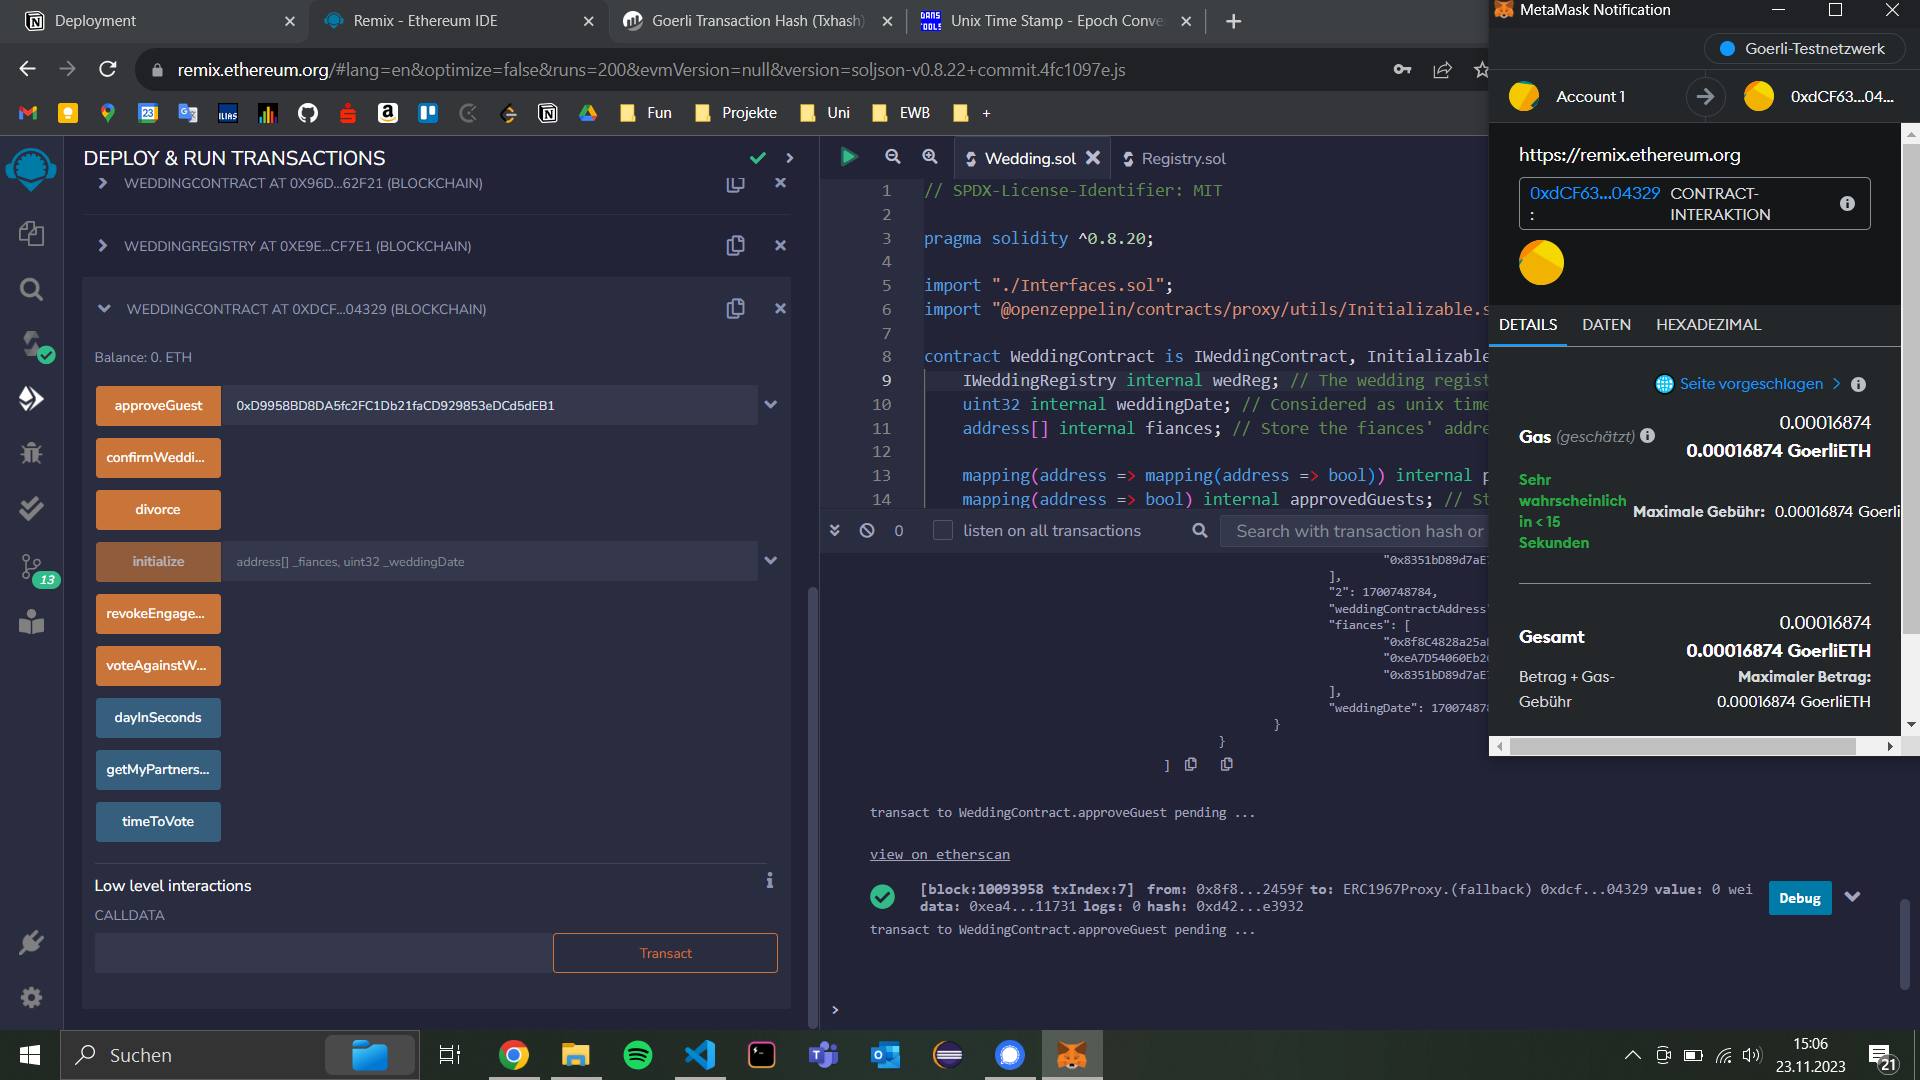 Deployment
Remix - Ethereum IDE
Goerli Transaction Hash (Txhash)
Unix Time Stamp - Epoch Conve
MetaMask Notification
Goerli-Testnetzwerk
remix.ethereum.org/#lang=en&optimize=false&runs=200&evmVersion=null&version=soljson-v0.8.22+commit.4fc1097e.js
Account 1
0xdCF63...04...
Fun
Projekte
Uni
EWB
+
DEPLOY & RUN TRANSACTIONS
WEDDINGCONTRACT AT 0X96D...62F21 (BLOCKCHAIN)
WEDDINGREGISTRY AT 0XE9E...CF7E1 (BLOCKCHAIN)
WEDDINGCONTRACT AT 0XDCF...04329 (BLOCKCHAIN)
Balance: 0. ETH
approveGuest
0xD9958BD8DA5fc2FC1Db21faCD929853eDCd5dEB1
confirmWeddi...
divorce
initialize
address[] _fiances, uint32 _weddingDate
revokeEngage...
voteAgainstW...
dayInSeconds
getMyPartners...
timeToVote
Low level interactions
CALLDATA
Transact
13
Wedding.sol
Registry.sol
1 // SPDX-License-Identifier: MIT
2
3 pragma solidity ^0.8.20;
4
5 import "./Interfaces.sol";
6 import "@openzeppelin/contracts/proxy/utils/Initializable.s
7
8 contract WeddingContract is IWeddingContract, Initializable
9 IWeddingRegistry internal wedReg; // The wedding regist
10 uint32 internal weddingDate; // Considered as unix time
11 address[] internal fiances; // Store the fiances' addre
12
13 mapping(address => mapping(address => bool)) internal p
14 mapping(address => bool) internal approvedGuests; // St
0
listen on all transactions
Search with transaction hash or
"0x8351bD89d7aE
],
"2": 1700748784,
"weddingContractAddress"
"fiances": [
"0x8f8C4828a25a
"0xeA7D54060Eb2
"0x8351bD89d7aE
],
"weddingDate": 17007487
}
}
]
transact to WeddingContract.approveGuest pending ...
view on etherscan
[block:10093958 txIndex:7] from: 0x8f8...2459f to: ERC1967Proxy.(fallback) 0xdcf...04329 value: 0 wei
data: 0xea4...11731 logs: 0 hash: 0xd42...e3932
Debug
transact to WeddingContract.approveGuest pending ...
>
https://remix.ethereum.org
0xdCF63...04329 CONTRACT-
: INTERAKTION
DETAILS
DATEN
HEXADEZIMAL
Seite vorgeschlagen >
0.00016874
Gas (geschätzt)
0.00016874 GoerliETH
Sehr
wahrscheinlich
in < 15
Sekunden
Maximale Gebühr: 0.00016874 Goerli
0.00016874
Gesamt
0.00016874 GoerliETH
Betrag + Gas-
Gebühr
Maximaler Betrag:
0.00016874 GoerliETH
Suchen
15:06
23.11.2023
21